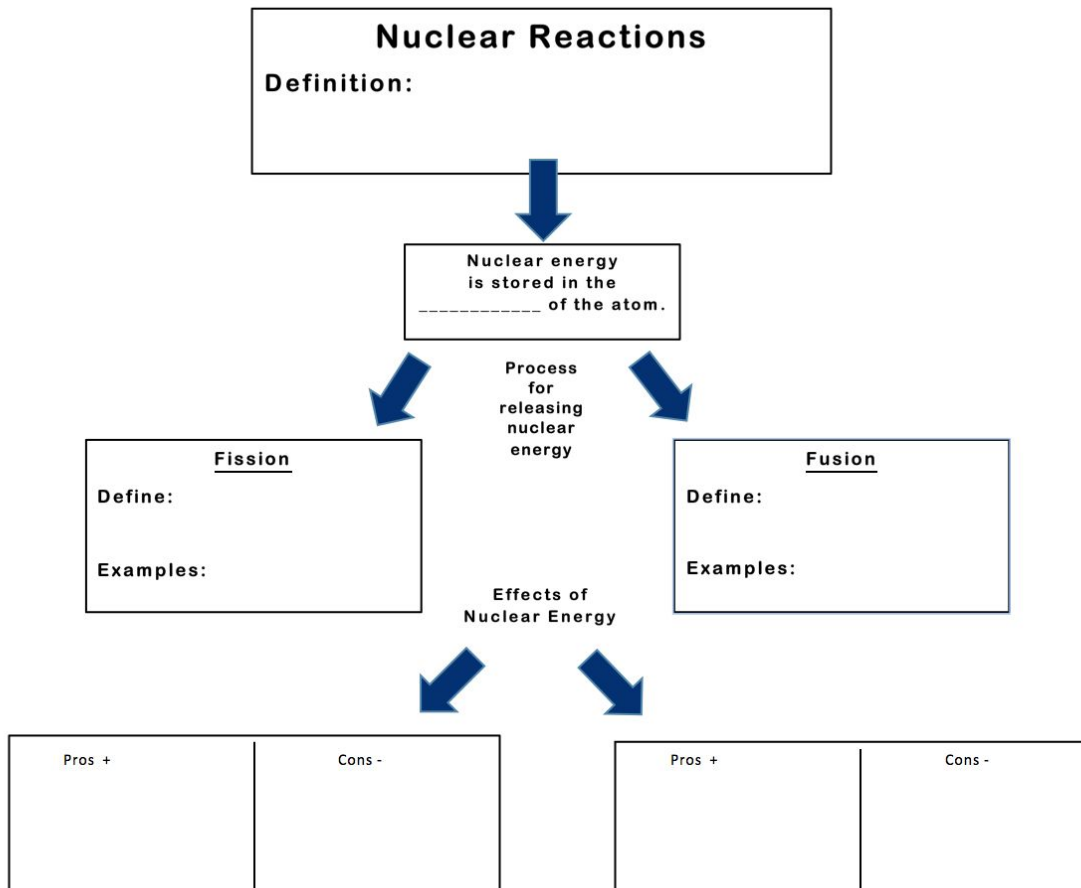 Nuclear Reactions
Definition:
Nuclear energy
is stored in the
____________ of the atom.
Process
for
releasing
nuclear
energy
Fission
Define:
Examples:
Fusion
Define:
Examples:
Effects of
Nuclear Energy
Pros +
Cons -
Pros +
Cons -